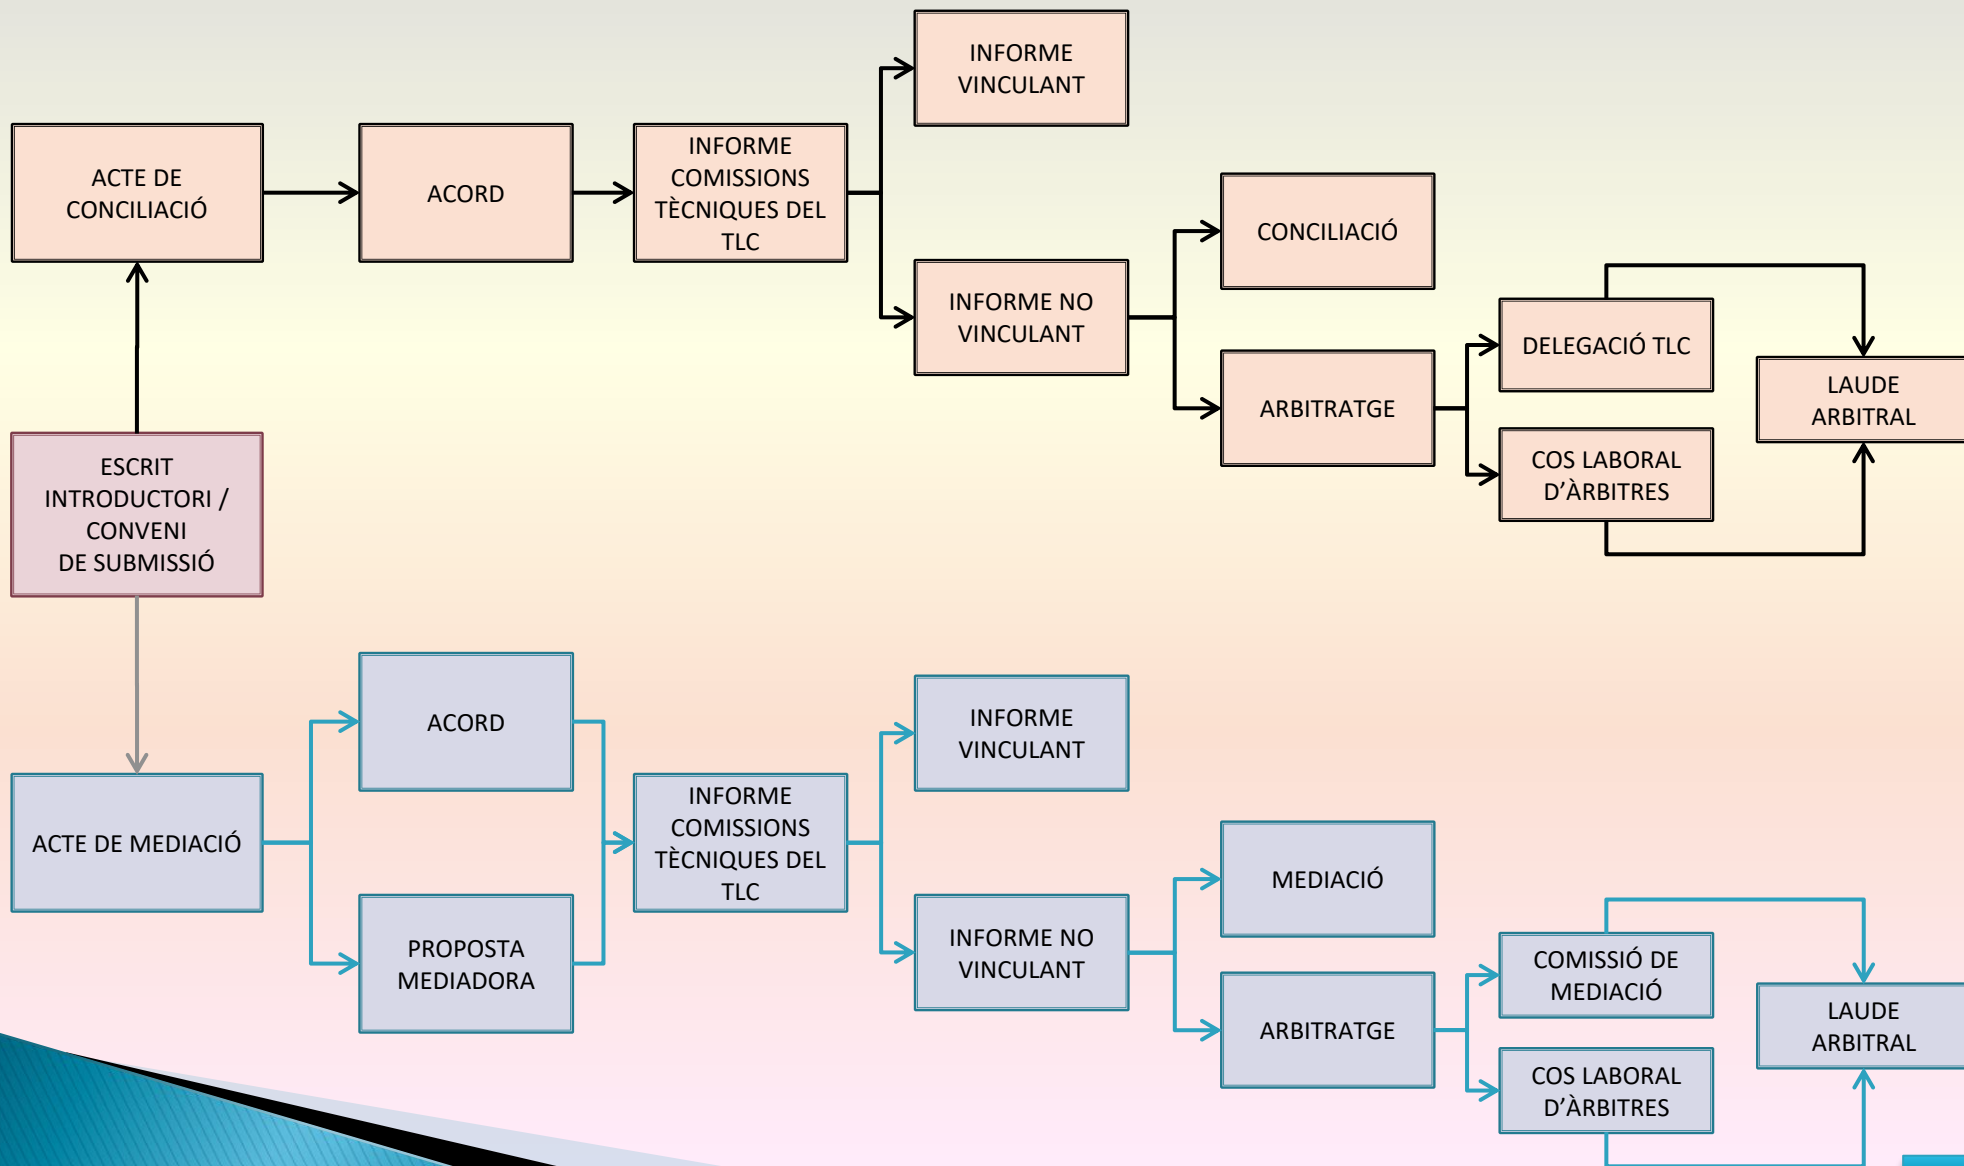 INFORME
VINCULANT
ACTE DE
CONCILIACIÓ
ACORD
INFORME
COMISSIONS
TÈCNIQUES DEL
TLC
CONCILIACIÓ
INFORME NO
VINCULANT
DELEGACIÓ TLC
ARBITRATGE
LAUDE
ARBITRAL
COS LABORAL
D’ÀRBITRES
ESCRIT
INTRODUCTORI /
CONVENI
DE SUBMISSIÓ
ACORD
INFORME
VINCULANT
ACTE DE MEDIACIÓ
INFORME
COMISSIONS
TÈCNIQUES DEL
TLC
PROPOSTA
MEDIADORA
MEDIACIÓ
INFORME NO
VINCULANT
COMISSIÓ DE
MEDIACIÓ
ARBITRATGE
LAUDE
ARBITRAL
COS LABORAL
D’ÀRBITRES